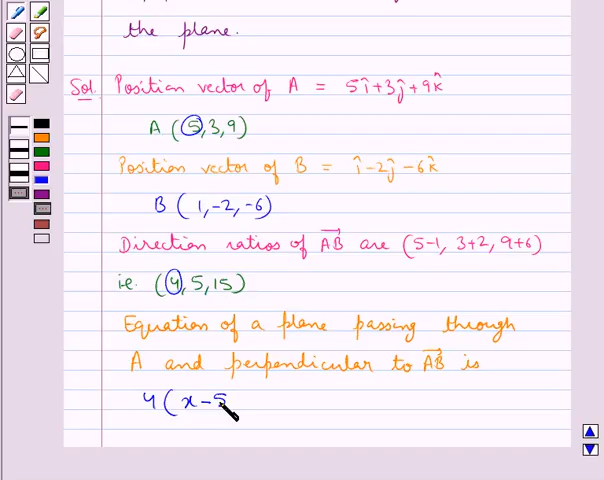 the plane.
Sol. Position vector of A = 5î+3ĵ+9k̂
A (5,3,9)
Position vector of B = î-2ĵ-6k̂
B (1,-2,-6)
Direction ratios of AB→ are (5-1, 3+2, 9+6)
i.e. (4,5,15)
Equation of a plane passing through
A and perpendicular to AB→ is
4(x-5